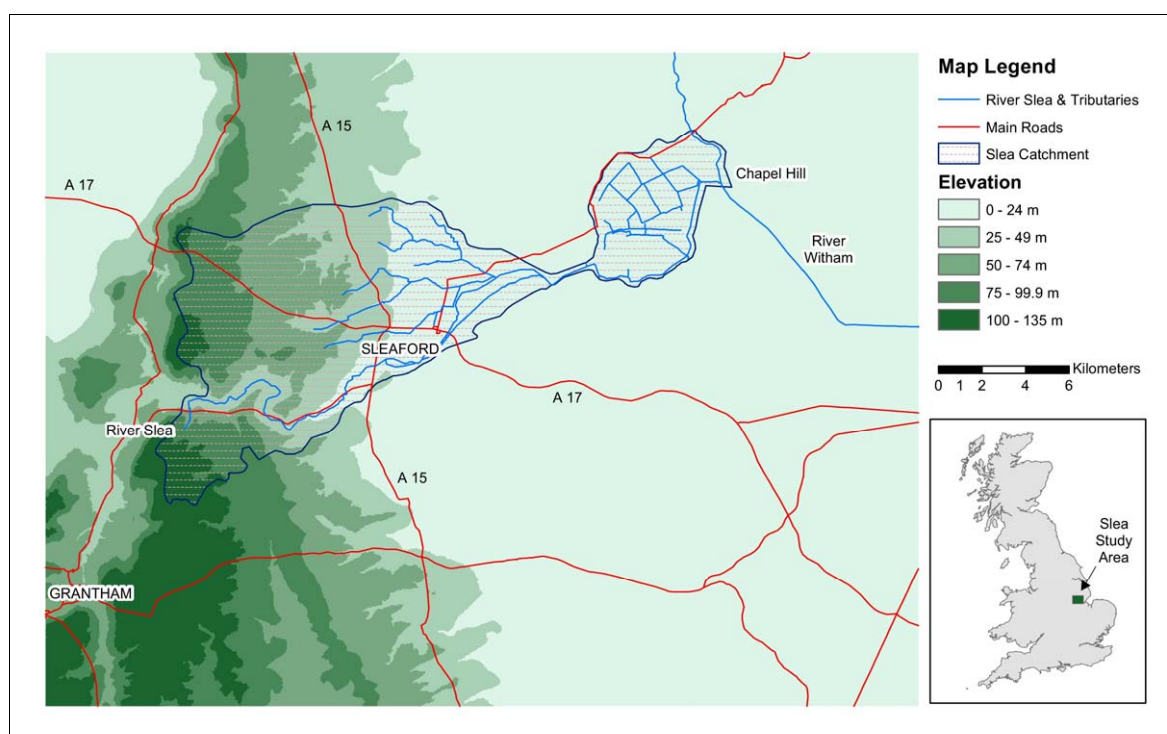 A 15
A 17
Chapel Hill
River
Witham
SLEAFORD
A 17
River Slea
A 15
GRANTHAM
Map Legend
River Slea & Tributaries
Main Roads
Slea Catchment
Elevation
0 - 24 m
25 - 49 m
50 - 74 m
75 - 99.9 m
100 - 135 m
Kilometers
0 1 2 4 6
Slea
Study
Area